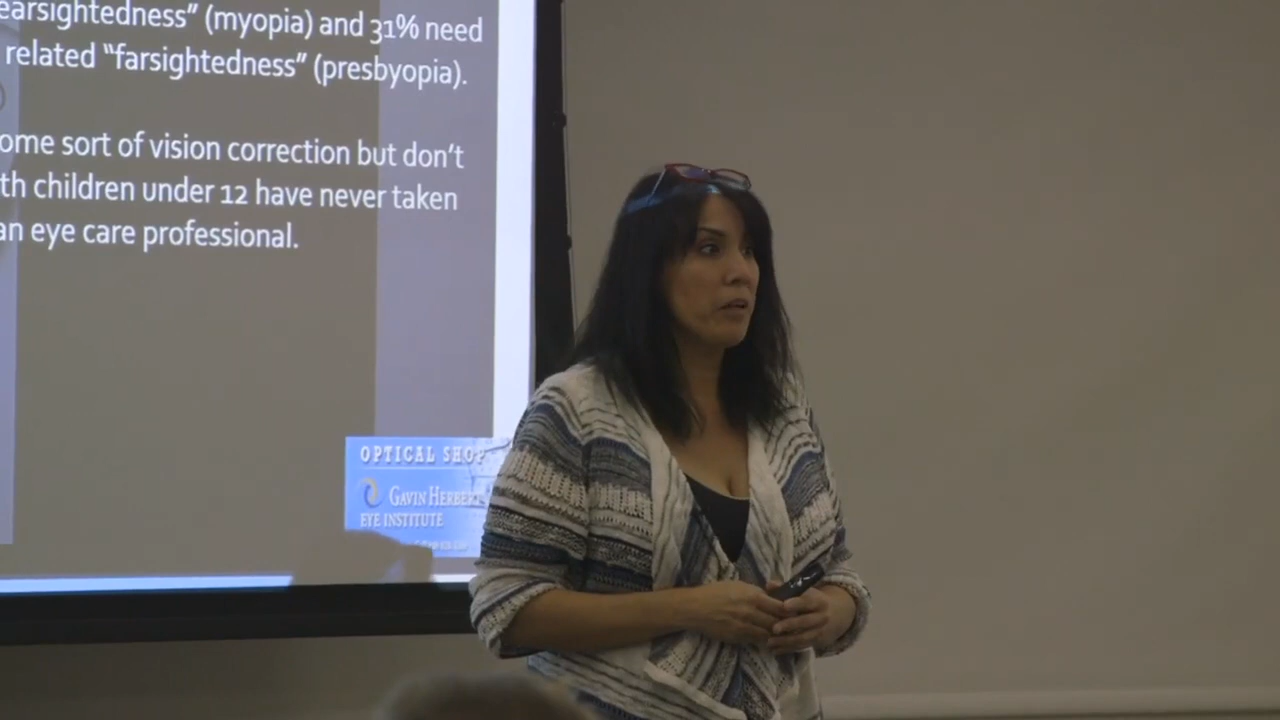 earsightedness” (myopia) and 31% need
related “farsightedness” (presbyopia).
ome sort of vision correction but don’t
th children under 12 have never taken
an eye care professional.
OPTICAL SHOP
GAVIN HERBERT
EYE INSTITUTE